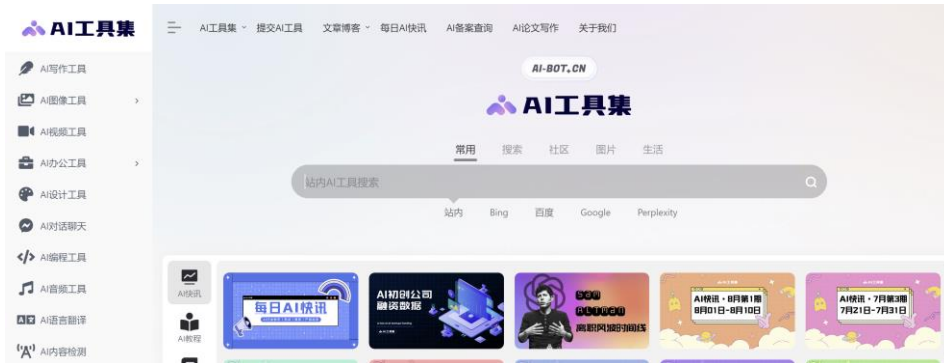 AI工具集
AI工具集 提交AI工具 文章博客 每日AI快讯 AI备案查询 AI论文写作 关于我们
AI写作工具
AI图像工具
AI视频工具
AI办公工具
AI设计工具
AI对话聊天
AI编程工具
AI音频工具
AI语言翻译
AI内容检测
AI-BOT.CN
AI工具集
常用 搜索 社区 图片 生活
站内AI工具搜索
站内 Bing 百度 Google Perplexity
AI快讯
AI教程
每日AI快讯
AI初创公司
融资数据
Sam
Altman
离职风波时间线
AI快讯·8月第1期
8月01日-8月10日
AI快讯·7月第3期
7月21日-7月31日